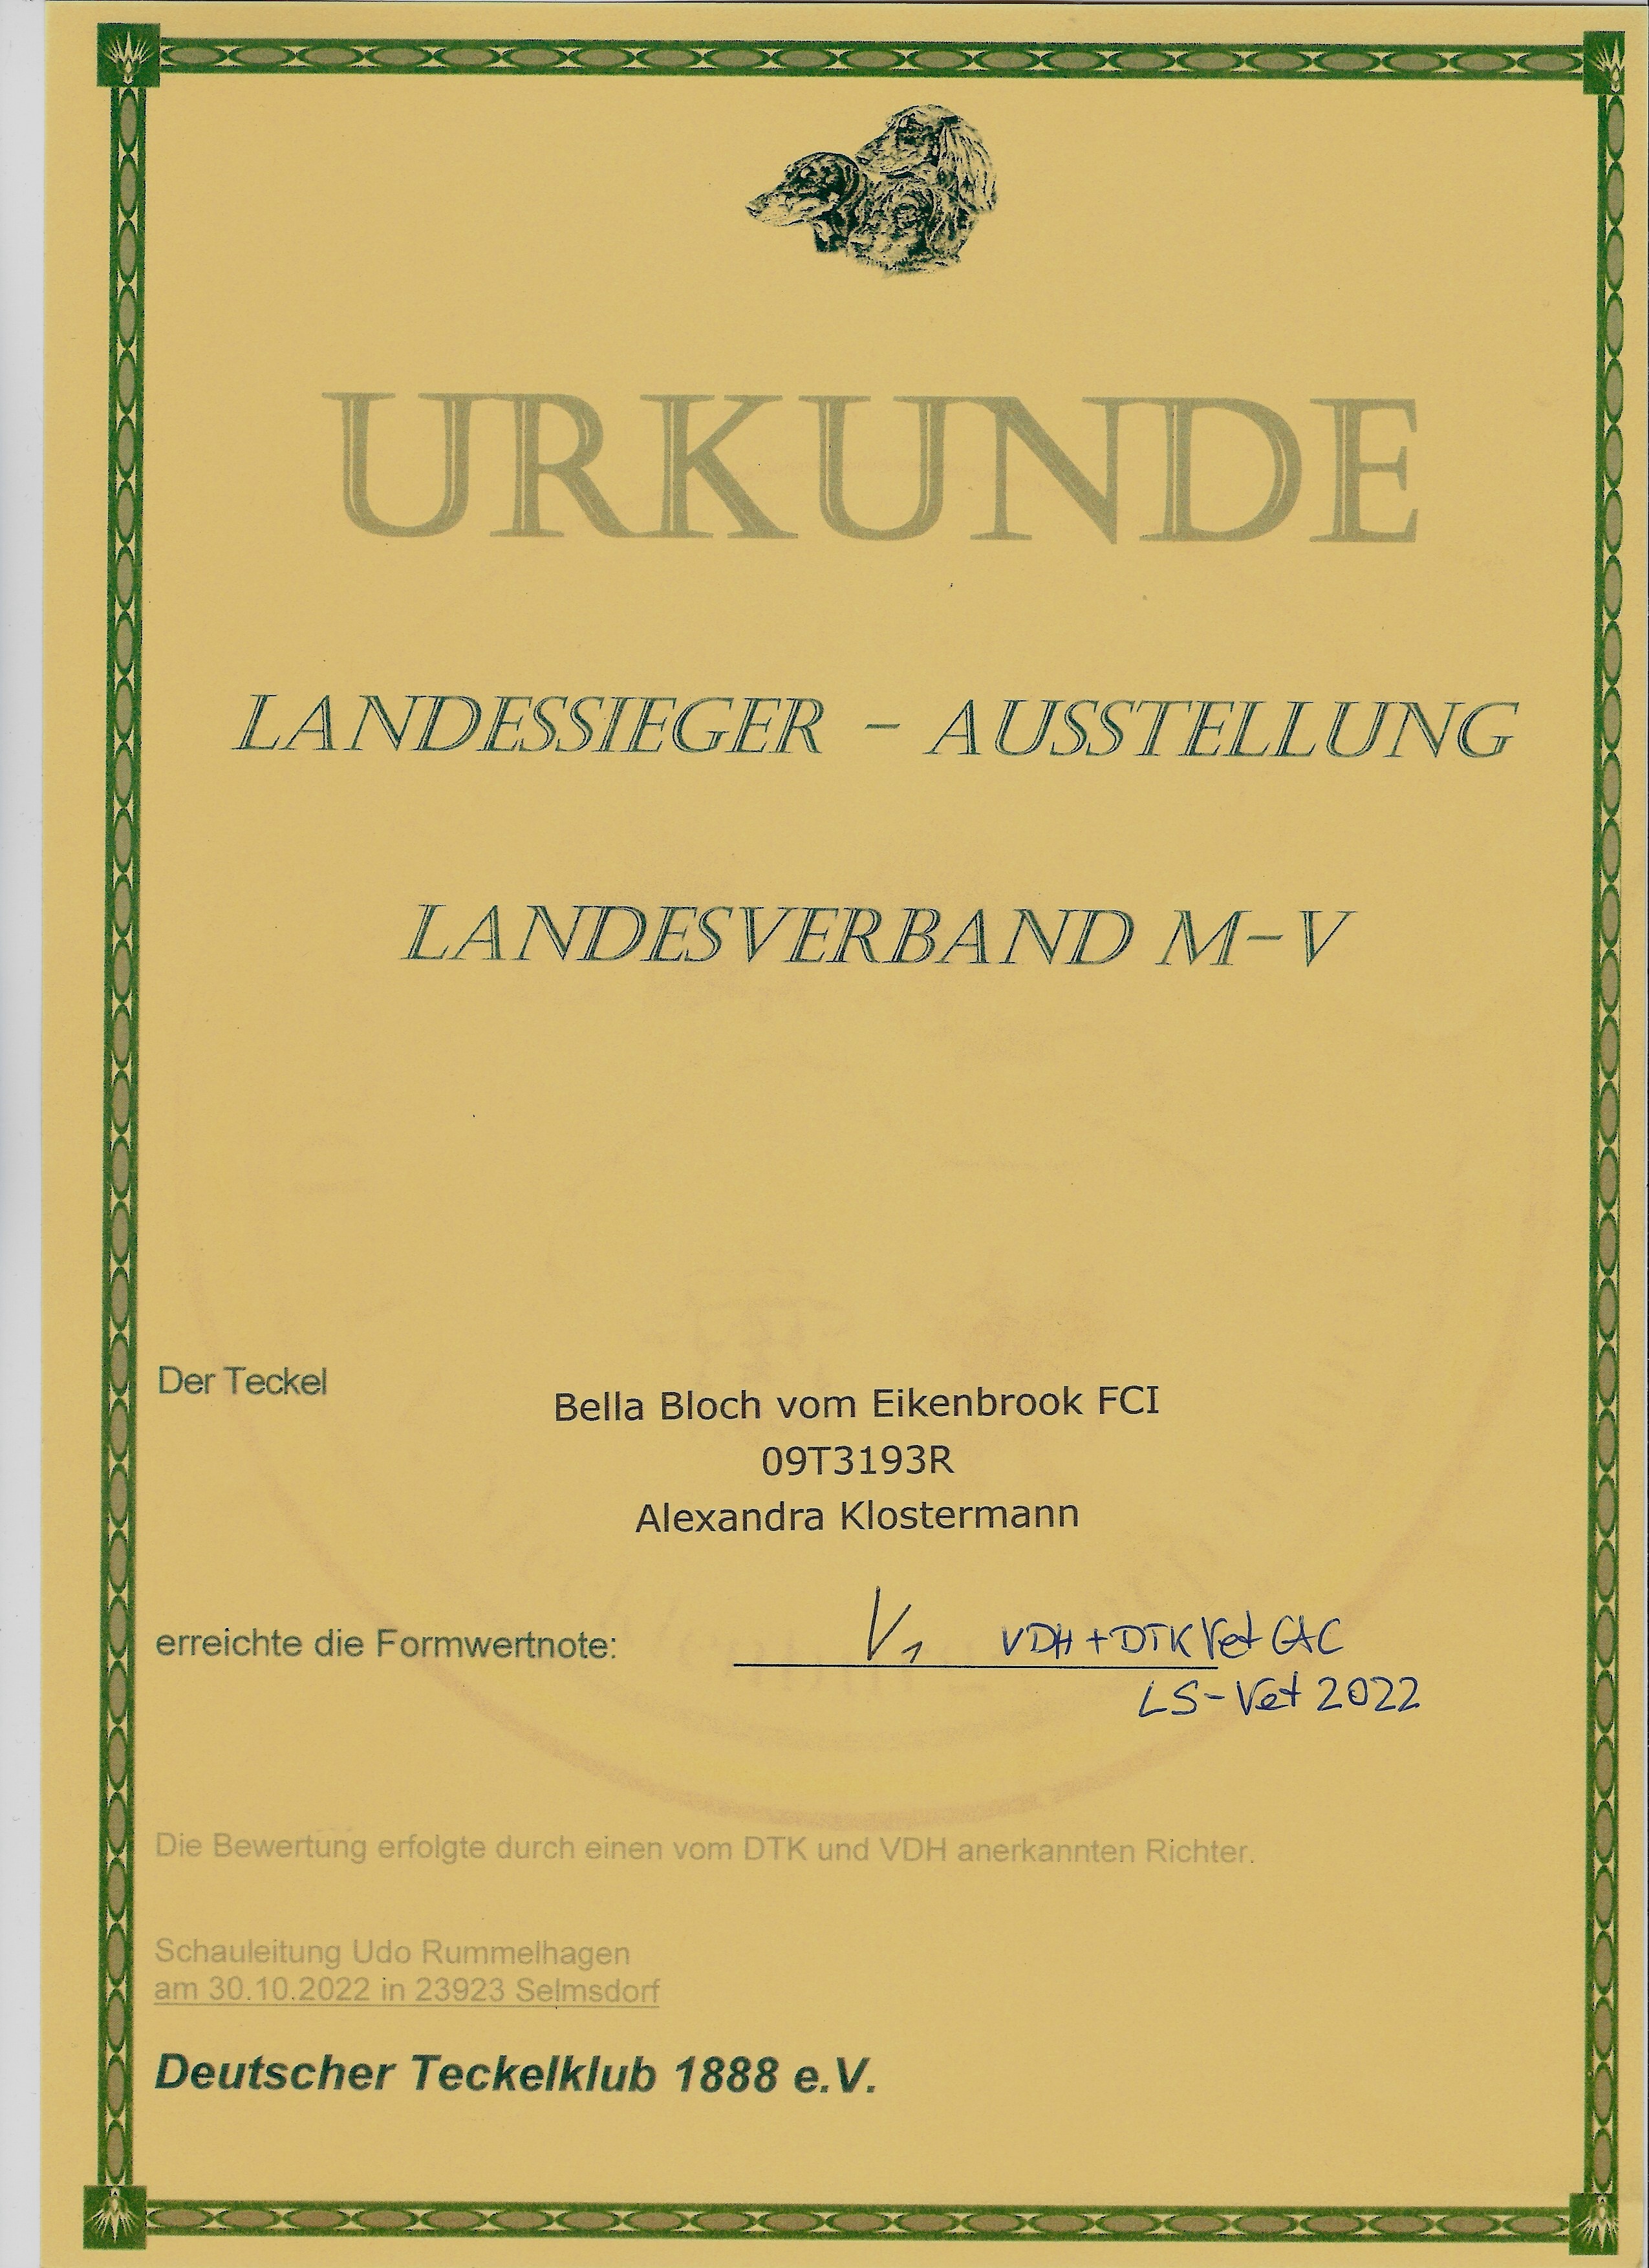 URKUNDE
LANDESSIEGER - AUSSTELLUNG
LANDESVERBAND M-V
Der Teckel
Bella Bloch vom Eikenbrook FCI
09T3193R
Alexandra Klostermann
erreichte die Formwertnote: V1 VDH + DTK Vet CAC
LS-Vet 2022
Die Bewertung erfolgte durch einen vom DTK und VDH anerkannten Richter.
Schauleitung Udo Rummelhagen
am 30.10.2022 in 23923 Selmsdorf
Deutscher Teckelklub 1888 e.V.